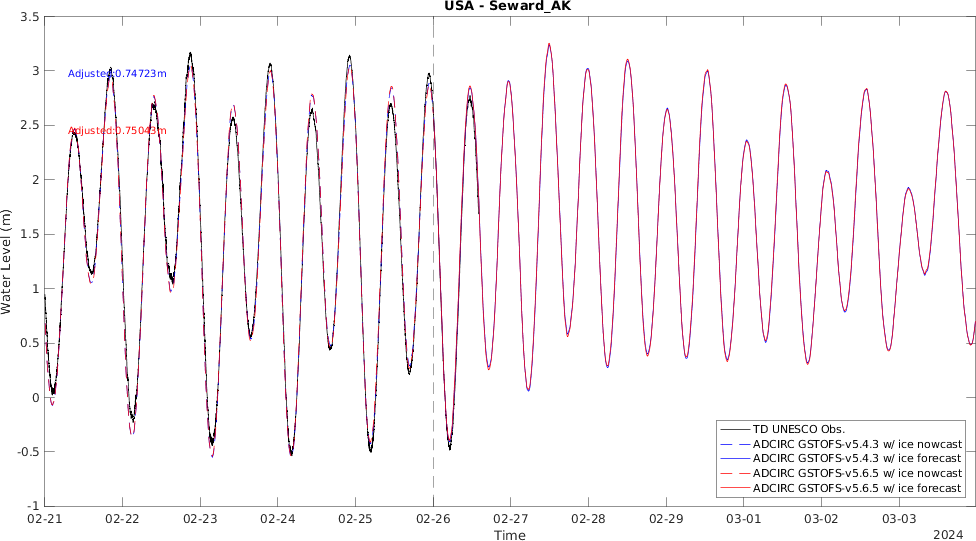 USA - Seward_AK
Water Level (m)
3.5
3
2.5
2
1.5
1
0.5
0
-0.5
-1
Adjusted:0.74723m
Adjusted:0.75043m
TD UNESCO Obs.
ADCIRC GSTOFS-v5.4.3 w/ ice nowcast
ADCIRC GSTOFS-v5.4.3 w/ ice forecast
ADCIRC GSTOFS-v5.6.5 w/ ice nowcast
ADCIRC GSTOFS-v5.6.5 w/ ice forecast
02-21 02-22 02-23 02-24 02-25 02-26 02-27 02-28 02-29 03-01 03-02 03-03
Time
2024